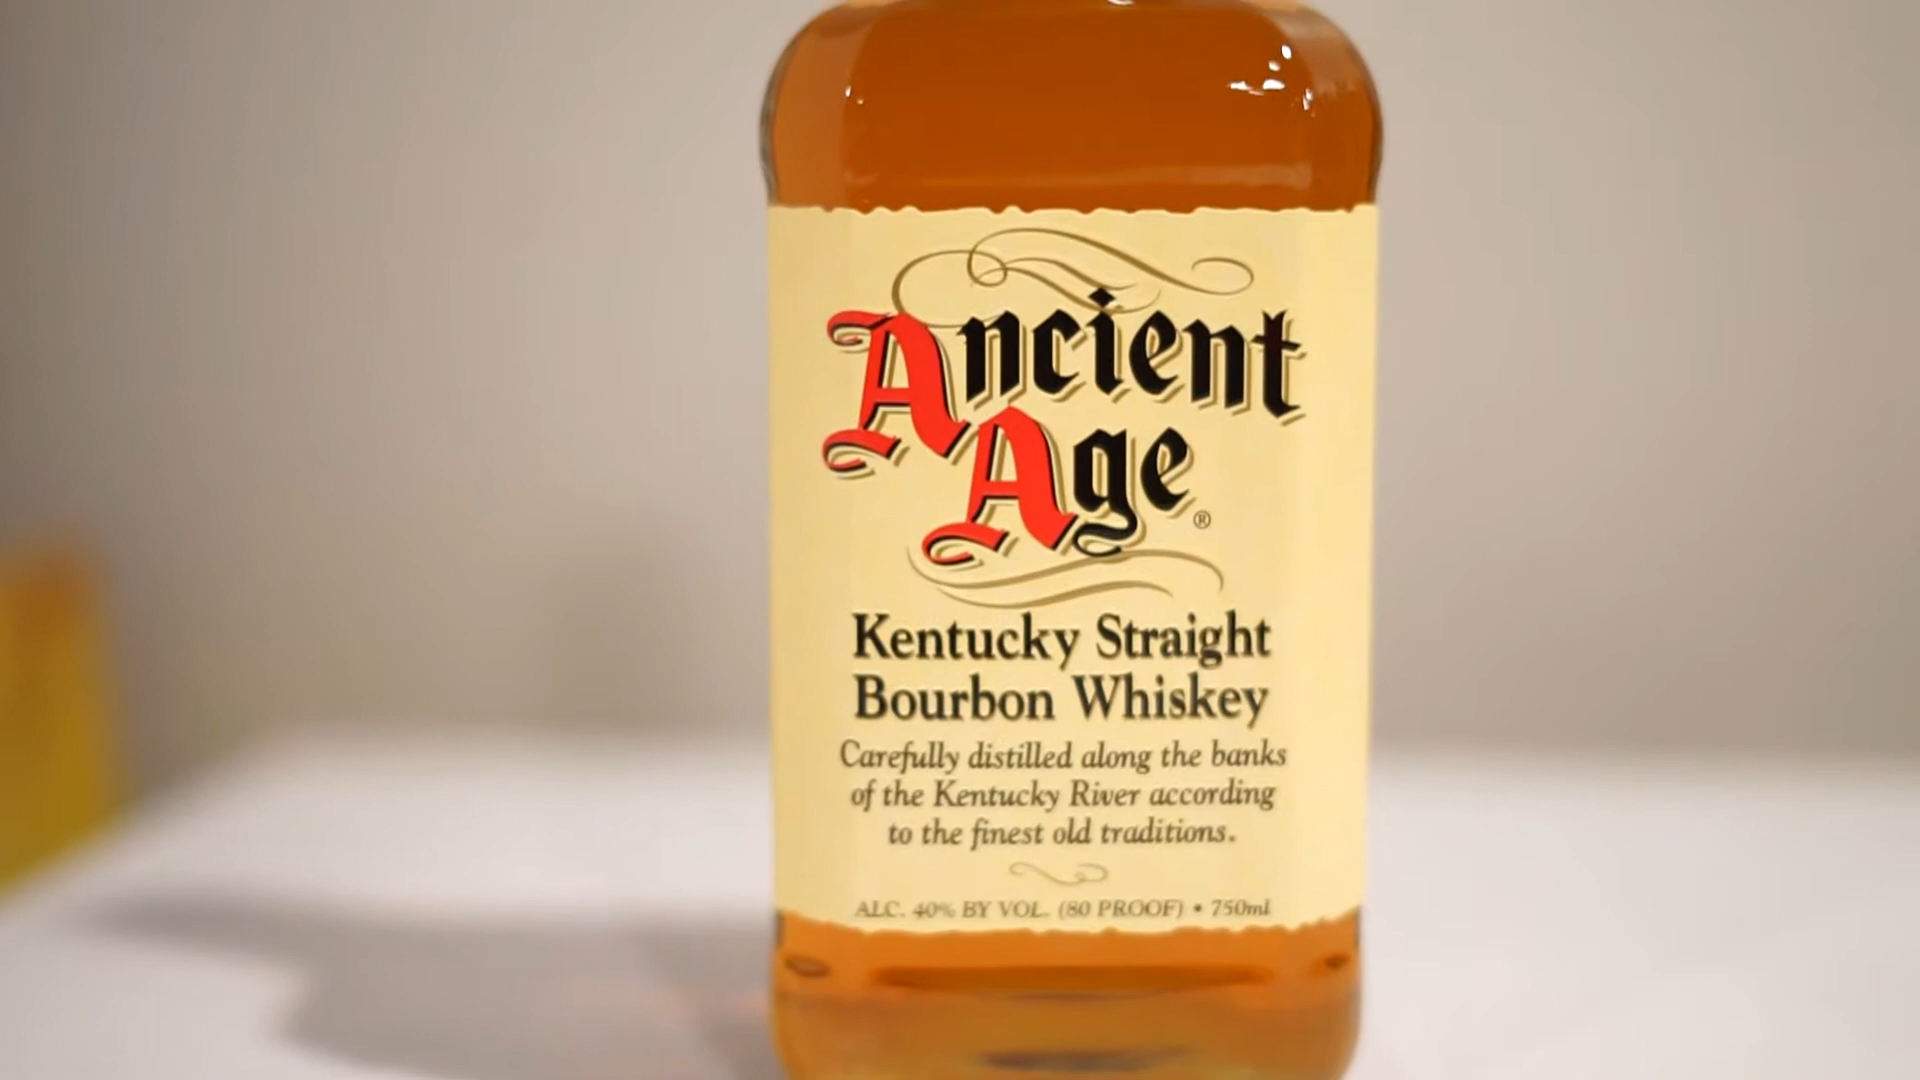 Ancient
Age®
Kentucky Straight
Bourbon Whiskey
Carefully distilled along the banks
of the Kentucky River according
to the finest old traditions.
ALC. 40% BY VOL. (80 PROOF) • 750ml